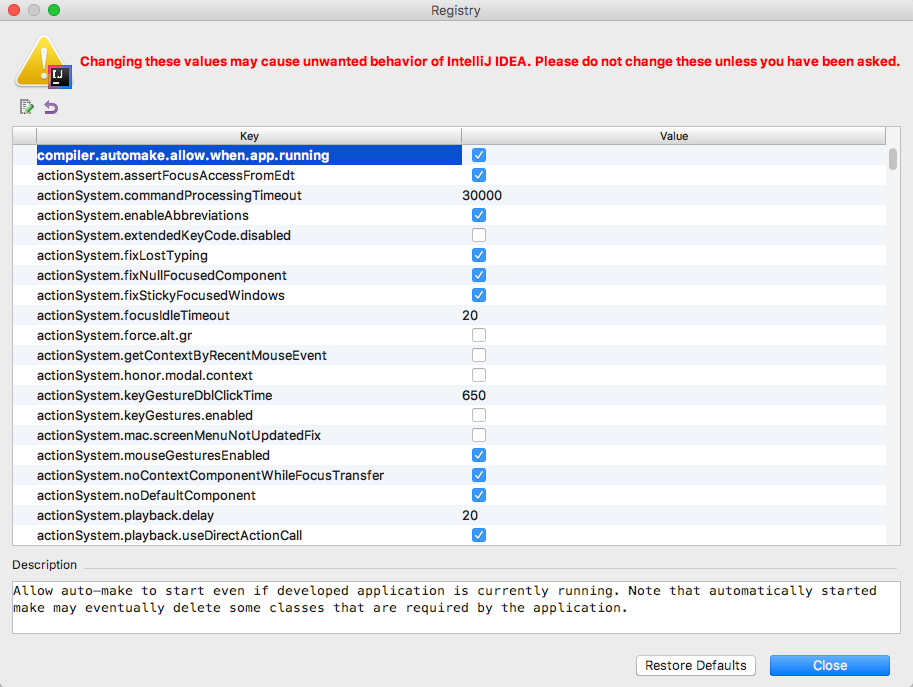 Registry
Changing these values may cause unwanted behavior of IntelliJ IDEA. Please do not change these unless you have been asked.
IJ
Key Value
compiler.automake.allow.when.app.running
actionSystem.assertFocusAccessFromEdt
actionSystem.commandProcessingTimeout 30000
actionSystem.enableAbbreviations
actionSystem.extendedKeyCode.disabled
actionSystem.fixLostTyping
actionSystem.fixNullFocusedComponent
actionSystem.fixStickyFocusedWindows
actionSystem.focusIdleTimeout 20
actionSystem.force.alt.gr
actionSystem.getContextByRecentMouseEvent
actionSystem.honor.modal.context
actionSystem.keyGestureDblClickTime 650
actionSystem.keyGestures.enabled
actionSystem.mac.screenMenuNotUpdatedFix
actionSystem.mouseGesturesEnabled
actionSystem.noContextComponentWhileFocusTransfer
actionSystem.noDefaultComponent
actionSystem.playback.delay 20
actionSystem.playback.useDirectActionCall
Description
Allow auto-make to start even if developed application is currently running. Note that automatically started
make may eventually delete some classes that are required by the application.
Restore Defaults Close